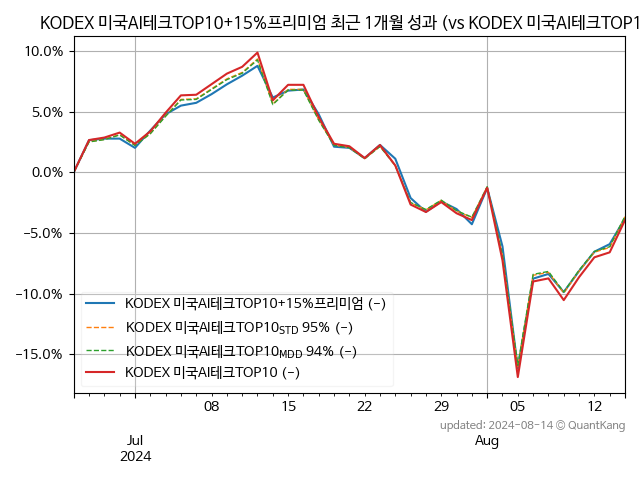 KODEX 미국AI테크TOP10+15%프리미엄 최근 1개월 성과 (vs KODEX 미국AI테크TOP1
10.0%
5.0%
0.0%
−5.0%
−10.0%
−15.0%
KODEX 미국AI테크TOP10+15%프리미엄 (-)
KODEX 미국AI테크TOP10STD 95% (-)
KODEX 미국AI테크TOP10MDD 94% (-)
KODEX 미국AI테크TOP10 (-)
08 15 22 29 05 12
updated: 2024-08-14 © QuantKang
Jul Aug
2024